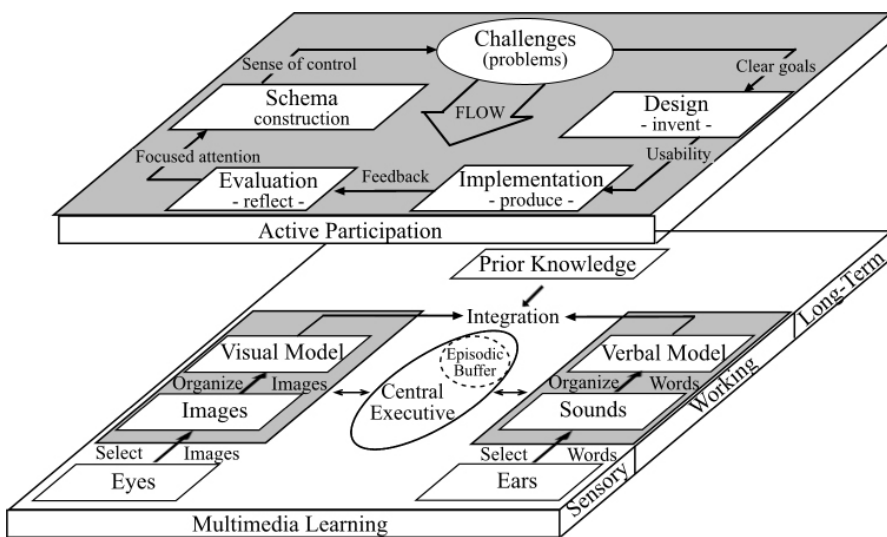 Challenges
(problems)
Sense of control
Clear goals
Schema
construction
FLOW
Design
- invent -
Focused attention
Usability
Evaluation
- reflect -
Feedback
Implementation
- produce -
Active Participation
Prior Knowledge
Long-Term
Integration
Visual Model
Episodic
Buffer
Verbal Model
Organize Images
Central
Executive
Organize Words
Working
Images
Sounds
Select Images
Select Words
Eyes
Ears
Sensory
Multimedia Learning